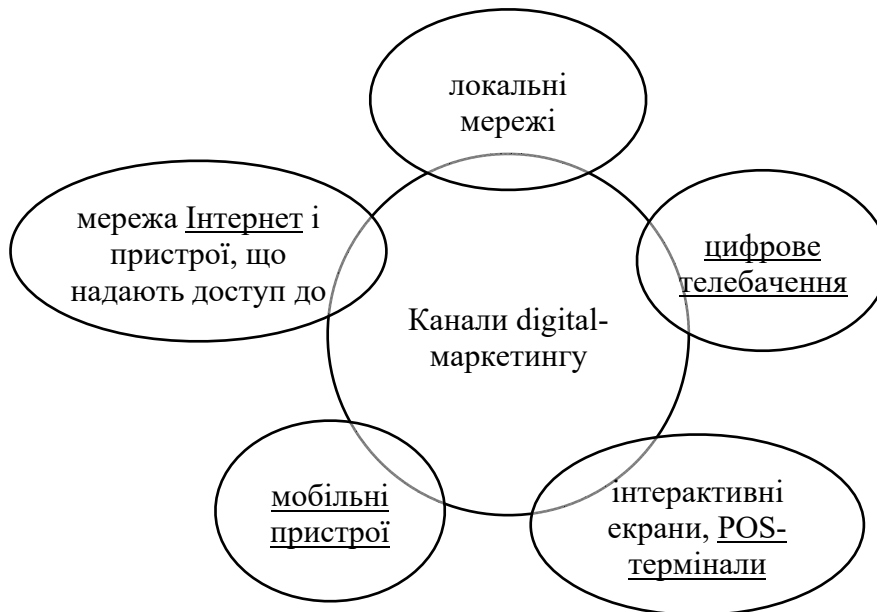 локальні
мережі
мережа Інтернет і
пристрої, що
надають доступ до
цифрове
телебачення
Канали digital-
маркетингу
мобільні
пристрої
інтерактивні
екрани, POS-
термінали